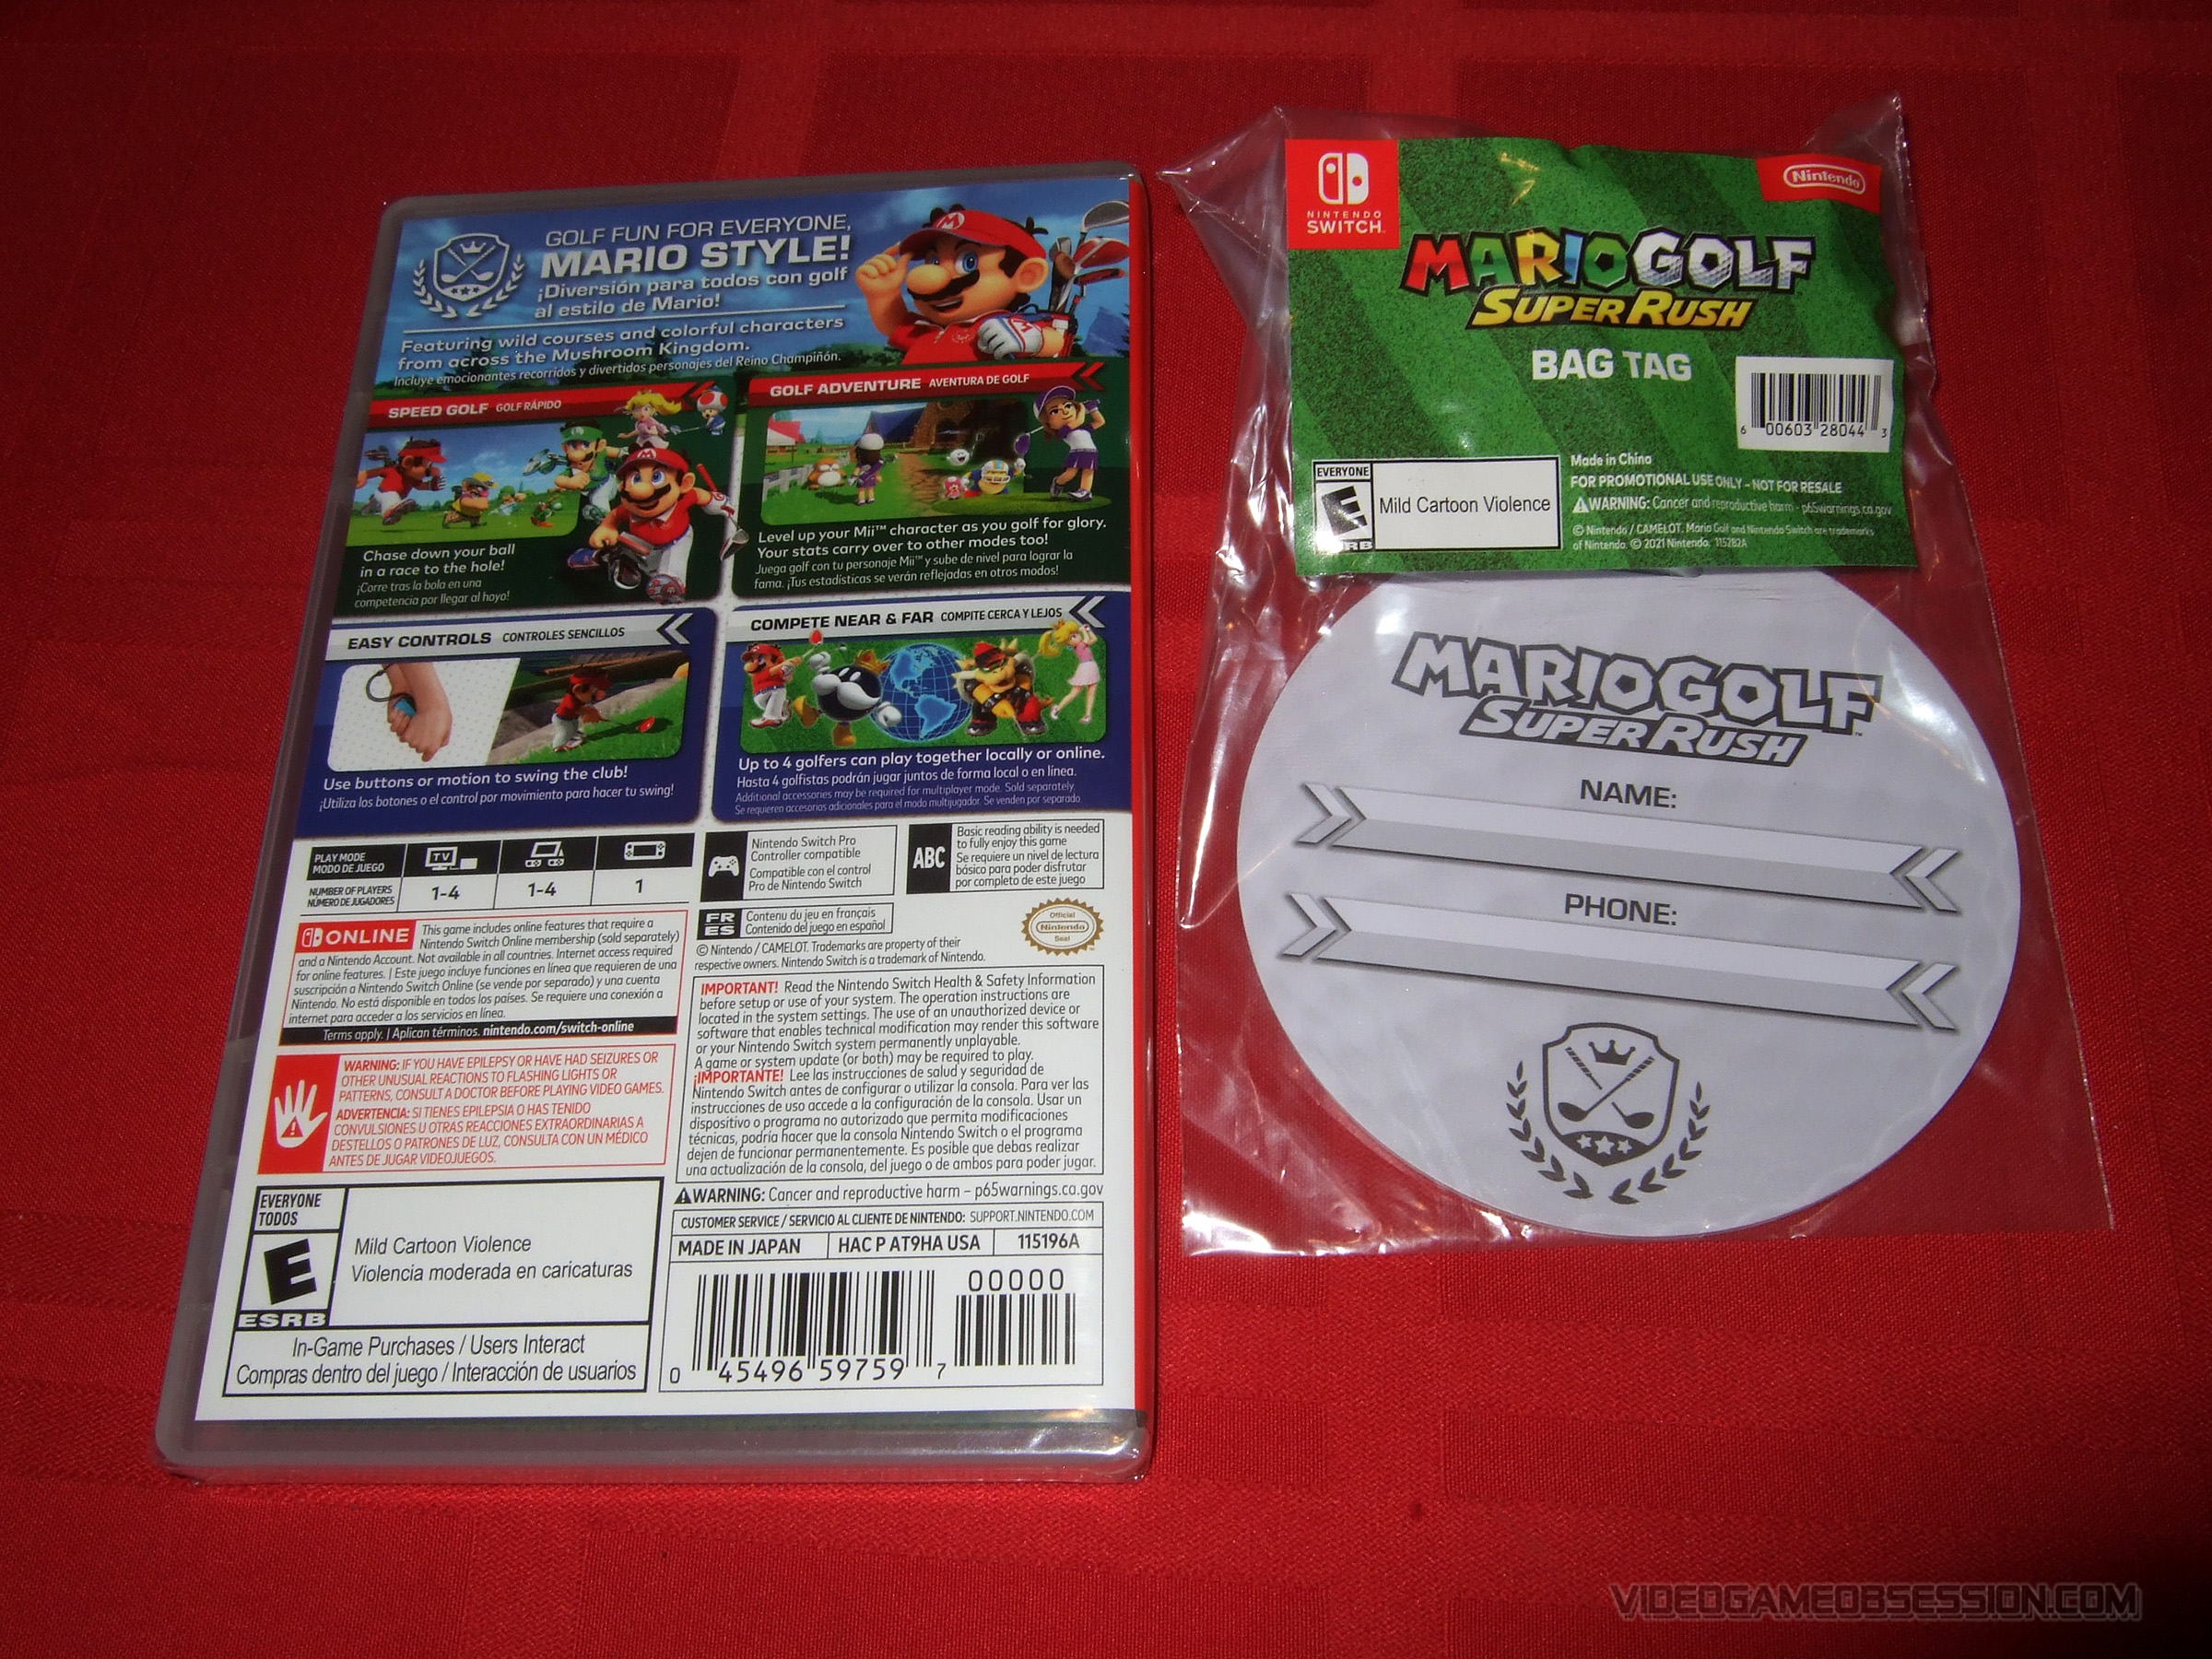 GOLF FUN FOR EVERYONE,
MARIO STYLE!
¡Diversión para todos con golf
al estilo de Mario!
Featuring wild courses and colorful characters
from across the Mushroom Kingdom.
Incluye emocionantes recorridos y divertidos personajes del Reino Champiñón.
SPEED GOLF GOLF RÁPIDO
Chase down your ball
in a race to the hole!
¡Corre tras la bola en una
competencia por llegar al hoyo!
GOLF ADVENTURE AVENTURA DE GOLF
Level up your Mii™ character as you golf for glory.
Your stats carry over to other modes too!
Juega golf con tu personaje Mii™ y sube de nivel para lograr la
fama. ¡Tus estadísticas se verán reflejadas en otros modos!
EASY CONTROLS CONTROLES SENCILLOS
Use buttons or motion to swing the club!
¡Utiliza los botones o el control por movimiento para hacer tu swing!
COMPETE NEAR & FAR COMPITE CERCA Y LEJOS
Up to 4 golfers can play together locally or online.
Hasta 4 golfistas podrán jugar juntos de forma local o en línea.
Additional accessories may be required for multiplayer mode. Sold separately.
Se requieren accesorios adicionales para el modo multijugador. Se venden por separado.
PLAY MODE
MODO DE JUEGO
TV
NUMBER OF PLAYERS
NÚMERO DE JUGADORES
1-4
1-4
1
Nintendo Switch Pro
Controller compatible
Compatible con el control
Pro de Nintendo Switch
ABC
Basic reading ability is needed
to fully enjoy this game
Se requiere un nivel de lectura
básico para poder disfrutar
por completo de este juego
ONLINE
This game includes online features that require a
Nintendo Switch Online membership (sold separately)
and a Nintendo Account. Not available in all countries. Internet access required
for online features. | Este juego incluye funciones en línea que requieren de una
suscripción a Nintendo Switch Online (se vende por separado) y una cuenta
Nintendo. No está disponible en todos los países. Se requiere una conexión a
internet para acceder a los servicios en línea.
Terms apply. | Aplican términos. nintendo.com/switch-online
FR
ES
Contenu du jeu en français
Contenido del juego en español
Official
Nintendo
Seal
© Nintendo / CAMELOT. Trademarks are property of their
respective owners. Nintendo Switch is a trademark of Nintendo.
IMPORTANT! Read the Nintendo Switch Health & Safety Information
before setup or use of your system. The operation instructions are
located in the system settings. The use of an unauthorized device or
software that enables technical modification may render this software
or your Nintendo Switch system permanently unplayable.
A game or system update (or both) may be required to play.
¡IMPORTANTE! Lee las instrucciones de salud y seguridad de
Nintendo Switch antes de configurar o utilizar la consola. Para ver las
instrucciones de uso accede a la configuración de la consola. Usar un
dispositivo o programa no autorizado que permita modificaciones
técnicas, podría hacer que la consola Nintendo Switch o el programa
dejen de funcionar permanentemente. Es posible que debas realizar
una actualización de la consola, del juego o de ambos para poder jugar.
WARNING: IF YOU HAVE EPILEPSY OR HAVE HAD SEIZURES OR
OTHER UNUSUAL REACTIONS TO FLASHING LIGHTS OR
PATTERNS, CONSULT A DOCTOR BEFORE PLAYING VIDEO GAMES.
ADVERTENCIA: SI TIENES EPILEPSIA O HAS TENIDO
CONVULSIONES U OTRAS REACCIONES EXTRAORDINARIAS A
DESTELLOS O PATRONES DE LUZ, CONSULTA CON UN MÉDICO
ANTES DE JUGAR VIDEOJUEGOS.
WARNING: Cancer and reproductive harm – p65warnings.ca.gov
CUSTOMER SERVICE / SERVICIO AL CLIENTE DE NINTENDO: SUPPORT.NINTENDO.COM
MADE IN JAPAN
HAC P AT9HA USA
115196A
00000
0 45496 59759 7
EVERYONE
TODOS
E
ESRB
Mild Cartoon Violence
Violencia moderada en caricaturas
In-Game Purchases / Users Interact
Compras dentro del juego / Interacción de usuarios
NINTENDO
SWITCH
Nintendo
MARIO GOLF
SUPER RUSH
BAG TAG
6 00603 28044 3
EVERYONE
E
ESRB
Mild Cartoon Violence
Made in China
FOR PROMOTIONAL USE ONLY – NOT FOR RESALE
WARNING: Cancer and reproductive harm - p65warnings.ca.gov
© Nintendo / CAMELOT. Mario Golf and Nintendo Switch are trademarks
of Nintendo. © 2021 Nintendo. 115282A
MARIO GOLF
SUPER RUSH™
NAME:
PHONE:
VIDEOGAMEOBSESSION.COM